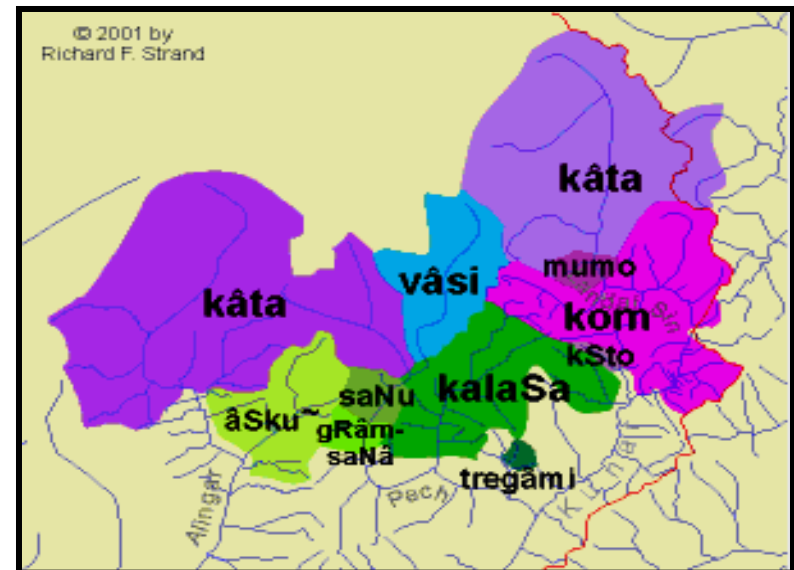 © 2001 by
Richard F. Strand
kâta
mumo
kom
kSto
vâsi
kâta
kalaSa
saNu
âSku~
gRâm-
saNâ
tregâmi
Alingar
Pech
Kunar